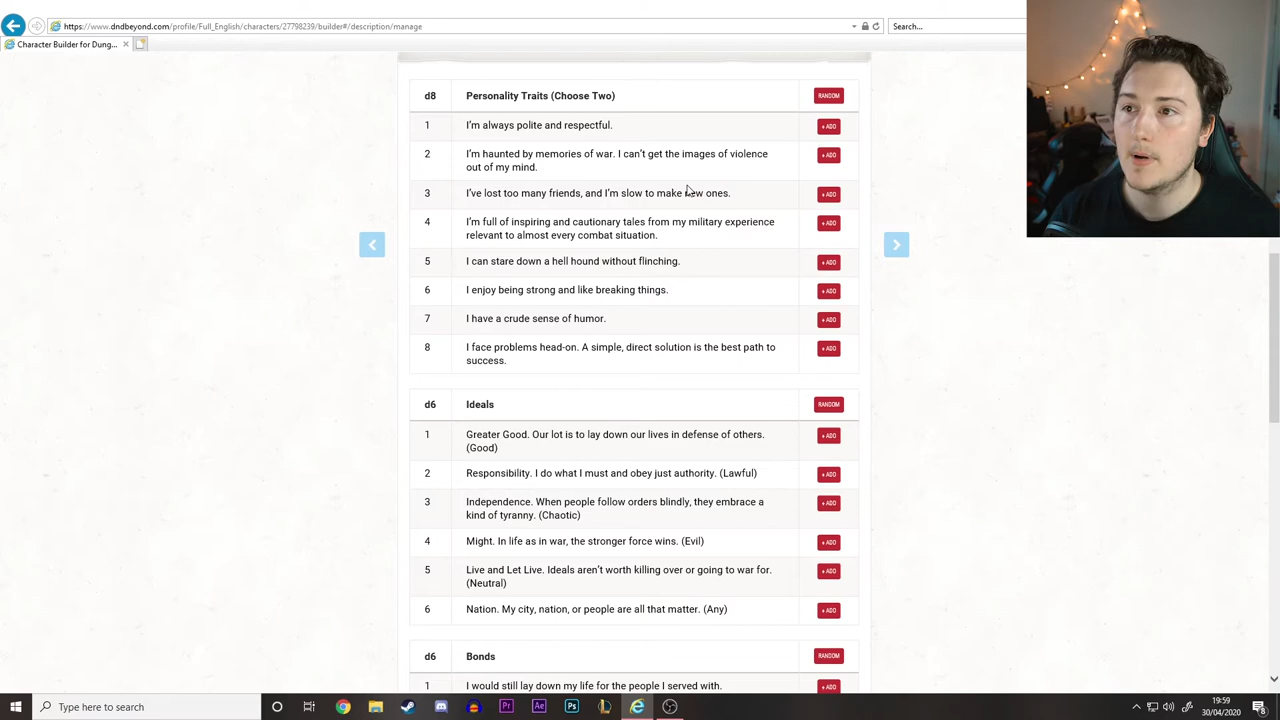 https://www.dndbeyond.com/profile/Full_English/characters/27798239/builder#/description/manage
Search...
Character Builder for Dung...
d8 Personality Traits (Choose Two) RANDOM
1 I'm always polite and respectful. + ADD
2 I'm haunted by memories of war. I can't get the images of violence + ADD
out of my mind.
3 I've lost too many friends, and I'm slow to make new ones. + ADD
4 I'm full of inspiring and cautionary tales from my military experience + ADD
relevant to almost every combat situation.
5 I can stare down a hell hound without flinching. + ADD
6 I enjoy being strong and like breaking things. + ADD
7 I have a crude sense of humor. + ADD
8 I face problems head-on. A simple, direct solution is the best path to + ADD
success.
d6 Ideals RANDOM
1 Greater Good. Our lot is to lay down our lives in defense of others. + ADD
(Good)
2 Responsibility. I do what I must and obey just authority. (Lawful) + ADD
3 Independence. When people follow orders blindly, they embrace a + ADD
kind of tyranny. (Chaotic)
4 Might. In life as in war, the stronger force wins. (Evil) + ADD
5 Live and Let Live. Ideals aren't worth killing over or going to war for. + ADD
(Neutral)
6 Nation. My city, nation, or people are all that matter. (Any) + ADD
d6 Bonds RANDOM
1 I would still lay down my life for the people I served with. + ADD
Type here to search
Pr Ae Ps
19:59
30/04/2020
8